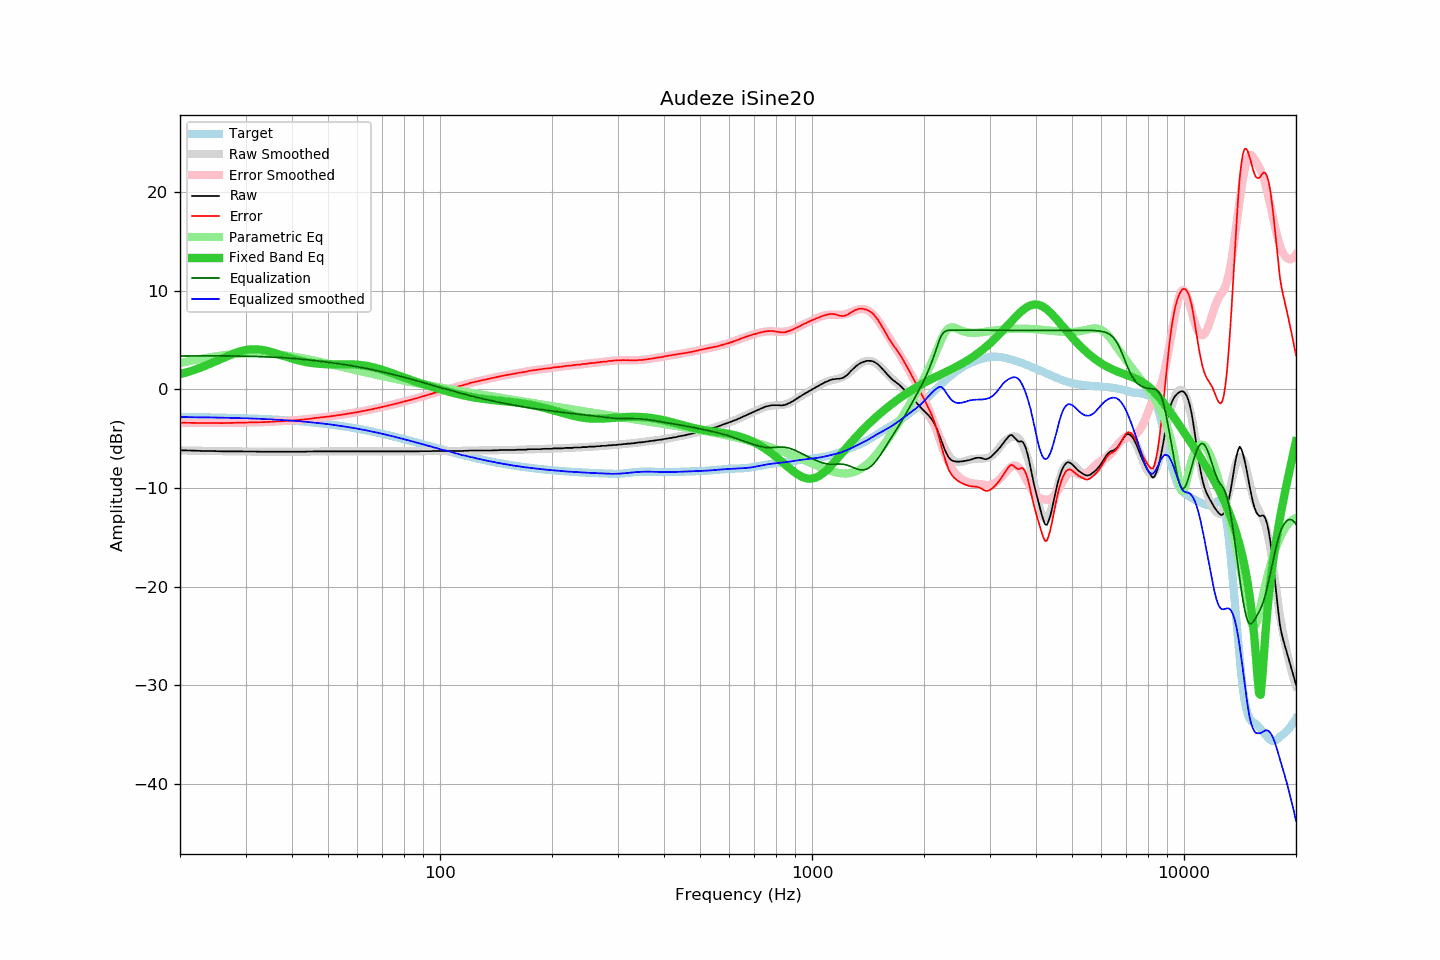 Audeze iSine20
Target
Raw Smoothed
Error Smoothed
Raw
Error
Parametric Eq
Fixed Band Eq
Equalization
Equalized smoothed
20
10
0
−10
−20
−30
−40
Amplitude (dBr)
100
1000
10000
Frequency (Hz)